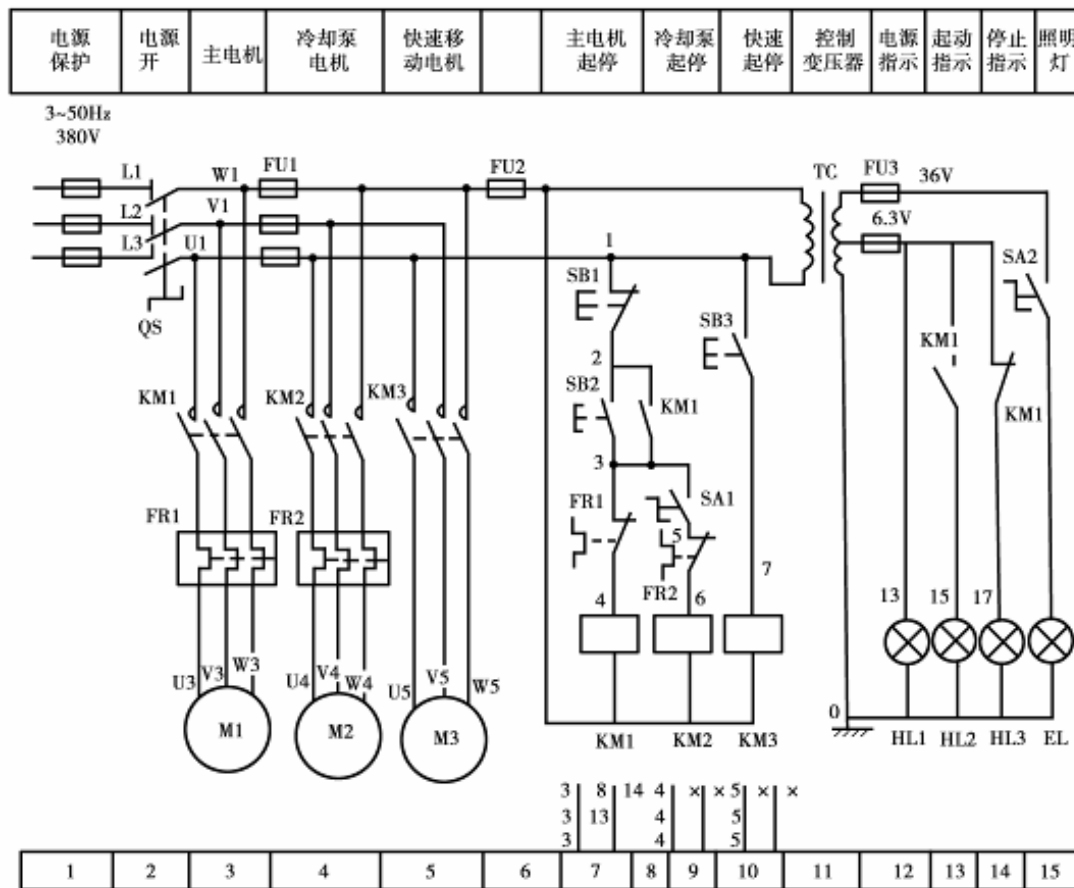 电源保护
电源开
主电机
冷却泵电机
快速移动电机
主电机起停
冷却泵起停
快速起停
控制变压器
电源指示
起动指示
停止指示
照明灯
3~50Hz
380V
L1
W1
FU1
FU2
TC
FU3
36V
L2
V1
6.3V
L3
U1
1
SB1
SA2
QS
SB3
2
KM1
SB2
KM1
KM2
KM3
KM1
KM1
3
FR1
SA1
FR1
FR2
5
FR2
7
4
6
13
15
17
U3
V3
W3
U4
V4
W4
U5
V5
W5
M1
M2
M3
0
KM1
KM2
KM3
HL1
HL2
HL3
EL
3 8 14 4 × × 5 × ×
3 13 4 5
3 4 5
1 2 3 4 5 6 7 8 9 10 11 12 13 14 15